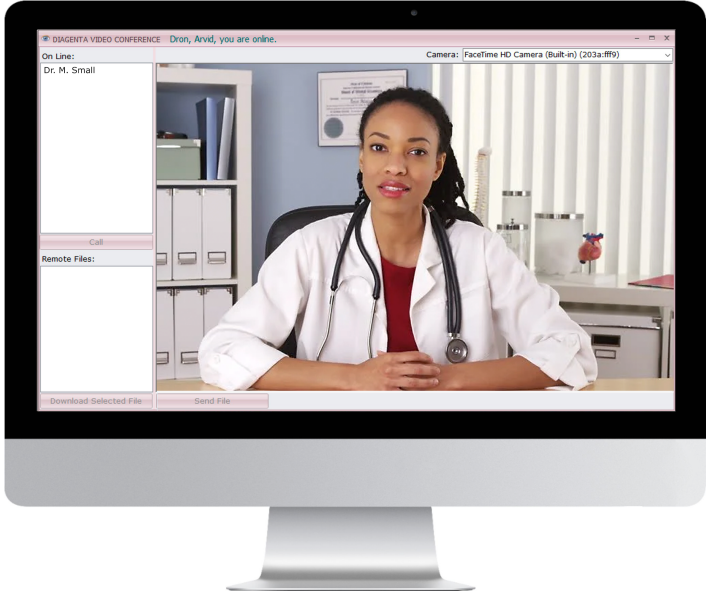 DIAGENTA VIDEO CONFERENCE Dron, Arvid, you are online.
On Line:
Camera: FaceTime HD Camera (Built-in) (203a:fff9)
Dr. M. Small
Call
Remote Files:
Download Selected File
Send File